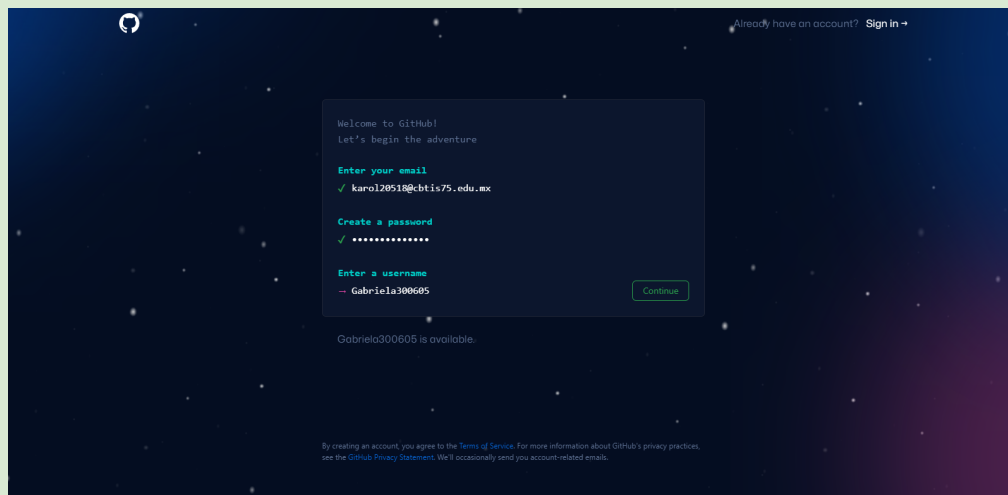 Already have an account? Sign in →
Welcome to GitHub!
Let's begin the adventure
Enter your email
✓ karol20518@cbtis75.edu.mx
Create a password
✓ ••••••••••••••
Enter a username
→ Gabriela300605
Continue
Gabriela300605 is available.
By creating an account, you agree to the Terms of Service. For more information about GitHub's privacy practices,
see the GitHub Privacy Statement. We'll occasionally send you account-related emails.